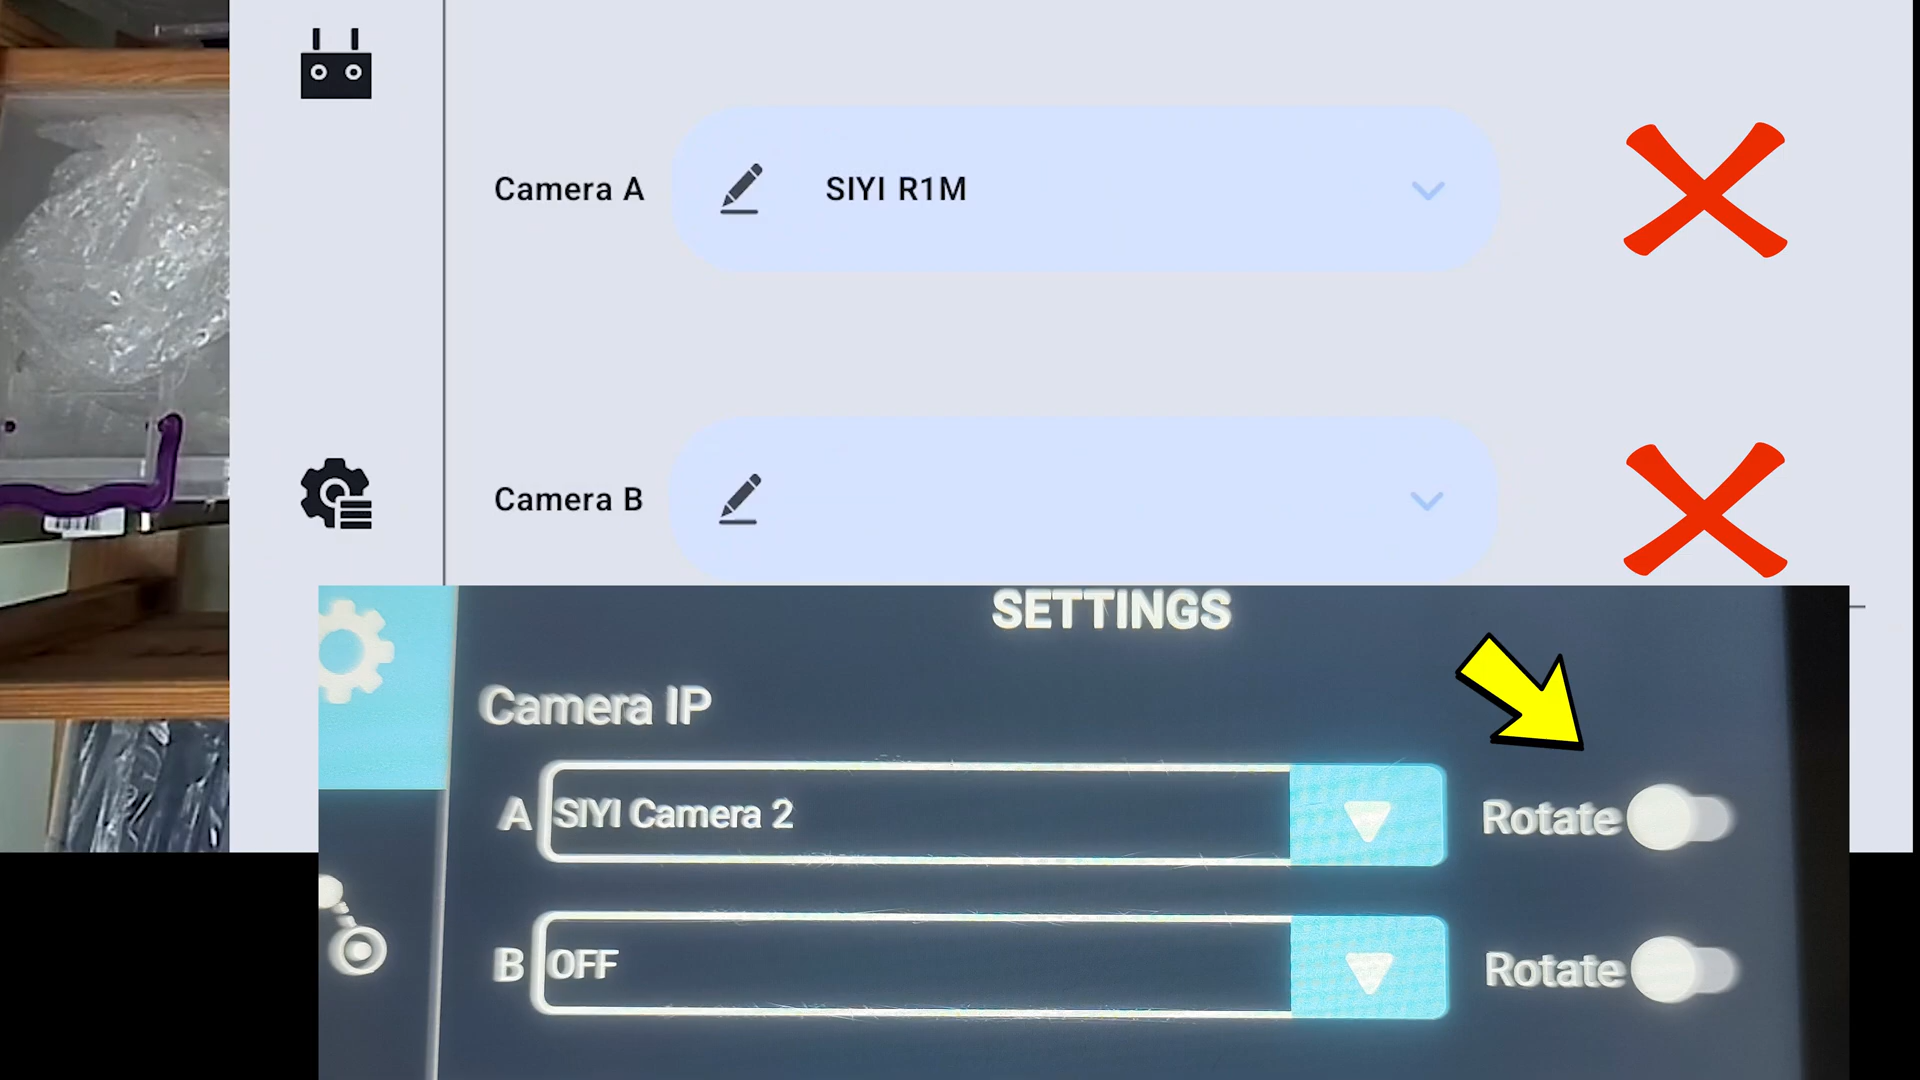 Camera A SIYI R1M
Camera B
SETTINGS
Camera IP
A SIYI Camera 2 Rotate
B OFF Rotate